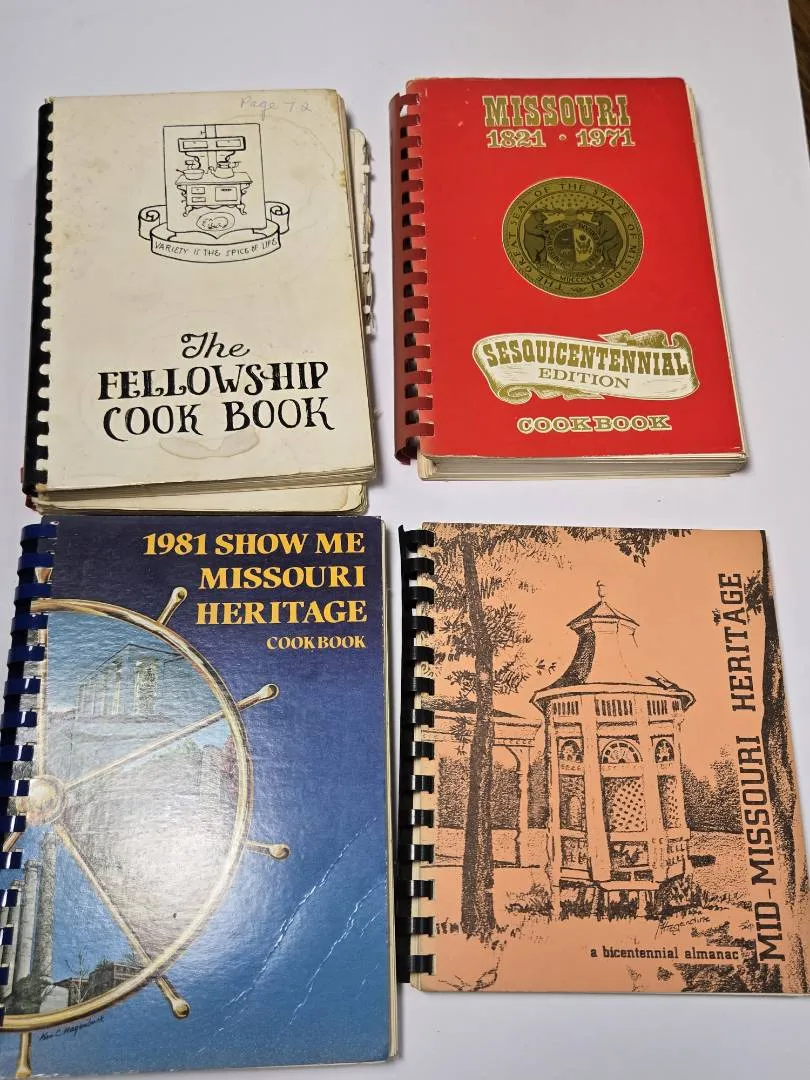 Page 72
VARIETY IS THE SPICE OF LIFE
The
FELLOWSHIP
COOK BOOK
MISSOURI
1821 • 1971
THE GREAT SEAL OF THE STATE OF MISSOURI
MDCCCXX
SESQUICENTENNIAL
EDITION
COOKBOOK
1981 SHOW ME
MISSOURI
HERITAGE
COOKBOOK
MID-MISSOURI HERITAGE
a bicentennial almanac